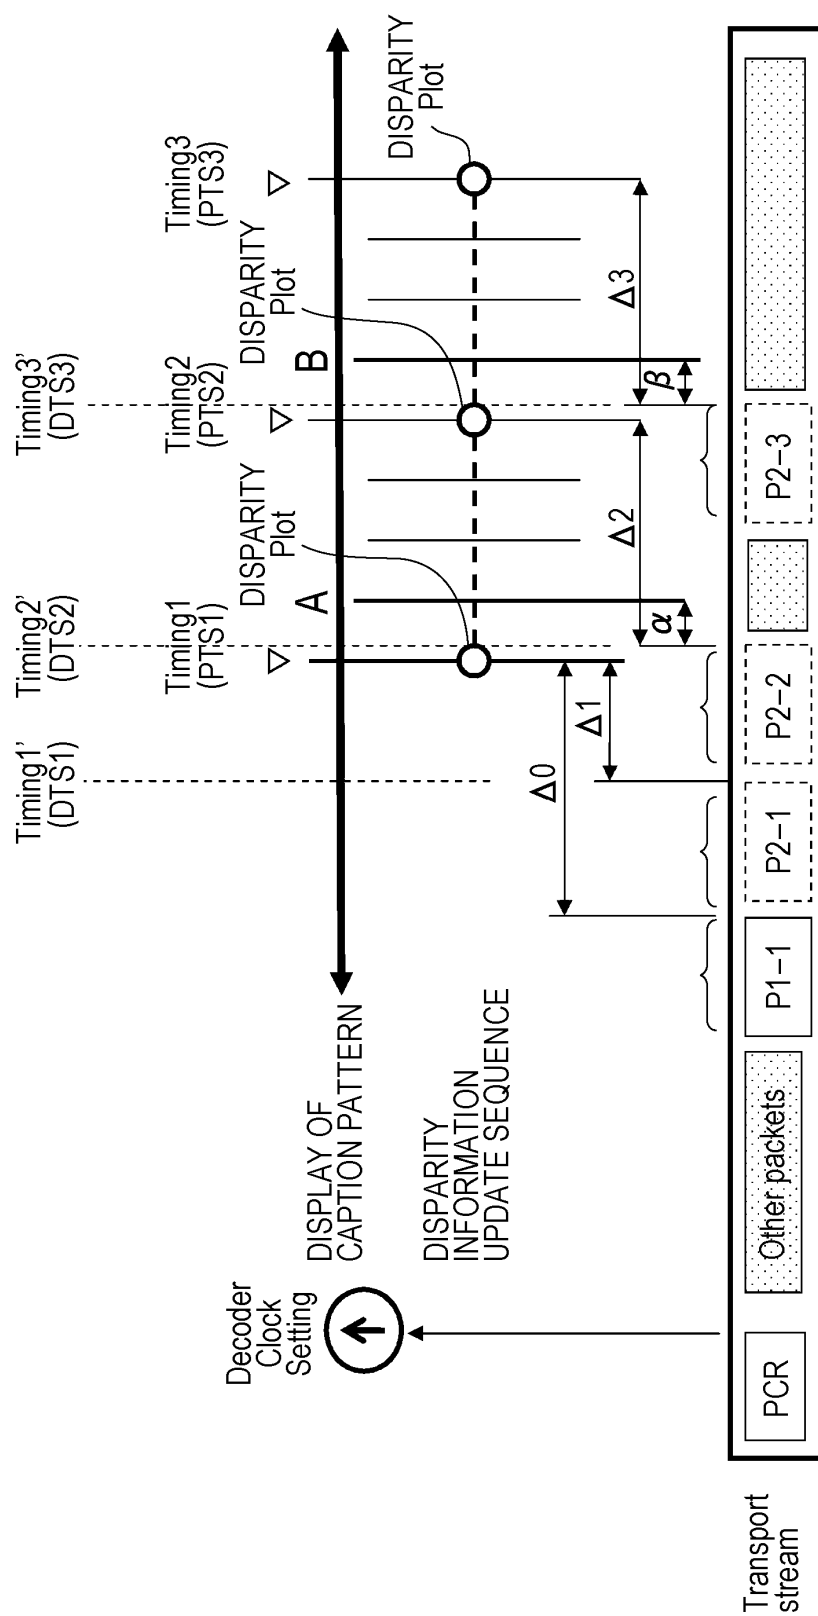 Timing1'
(DTS1)
Timing2'
(DTS2)
Timing3'
(DTS3)
Timing1
(PTS1)
Timing2
(PTS2)
Timing3
(PTS3)
Decoder
Clock
Setting
DISPARITY
Plot
DISPARITY
Plot
DISPARITY
Plot
A
B
DISPLAY OF
CAPTION PATTERN
DISPARITY
INFORMATION
UPDATE SEQUENCE
Δ0
Δ1
Δ2
Δ3
α
β
Transport
stream
PCR
Other packets
P1-1
P2-1
P2-2
P2-3